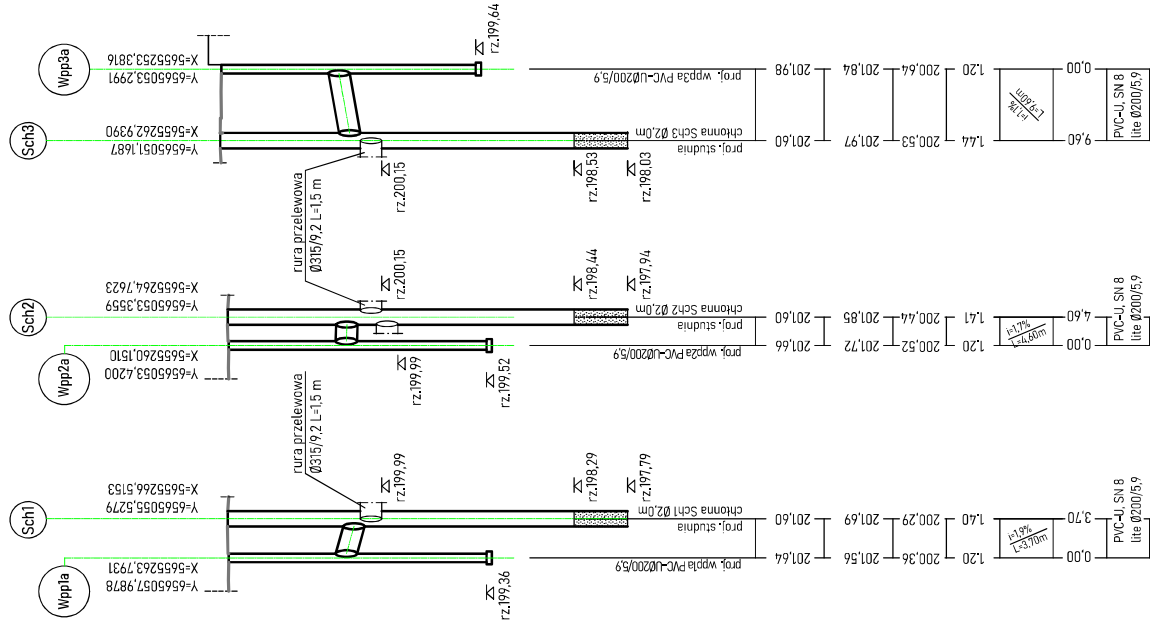 Wpp3a
X=5655253,3816
Y=6565053,2991
rz.199,64
proj. wpp3a PVC-UØ200/5,9
201,98
201,84
200,64
1.20
0,00
i=1,1%
L=9.60m
PVC-U, SN 8
lite Ø200/5,9
Sch3
X=5655262,9390
Y=6565051,1687
rura przelewowa
Ø315/9,2 L=1,5 m
rz.200,15
rz.198,53
rz.198,03
proj. studnia
chłonna Sch3 Ø2,0m
201,60
201,97
200,53
1.44
9,60
Sch2
X=5655264,7623
Y=6565053,3559
rz.200,15
rz.198,44
rz.197,94
proj. studnia
chłonna Sch2 Ø2,0m
201,60
201,85
200,44
1.41
4,60
i=1,7%
L=4,60m
PVC-U, SN 8
lite Ø200/5,9
Wpp2a
X=5655260,1510
Y=6565053,4200
rz.199,99
rz.199,52
proj. wpp2a PVC-UØ200/5,9
201,66
201,72
200,52
1.20
0,00
Sch1
X=5655266,5153
Y=6565055,5279
rura przelewowa
Ø315/9,2 L=1,5 m
rz.199,99
rz.198,29
rz.197,79
proj. studnia
chłonna Sch1 Ø2,0m
201,60
201,69
200,29
1.40
3,70
i=1,9%
L=3,70m
PVC-U, SN 8
lite Ø200/5,9
Wpp1a
X=5655263,7931
Y=6565057,9878
rz.199,36
proj. wpp1a PVC-UØ200/5,9
201,44
201,56
200,36
1.20
0,00